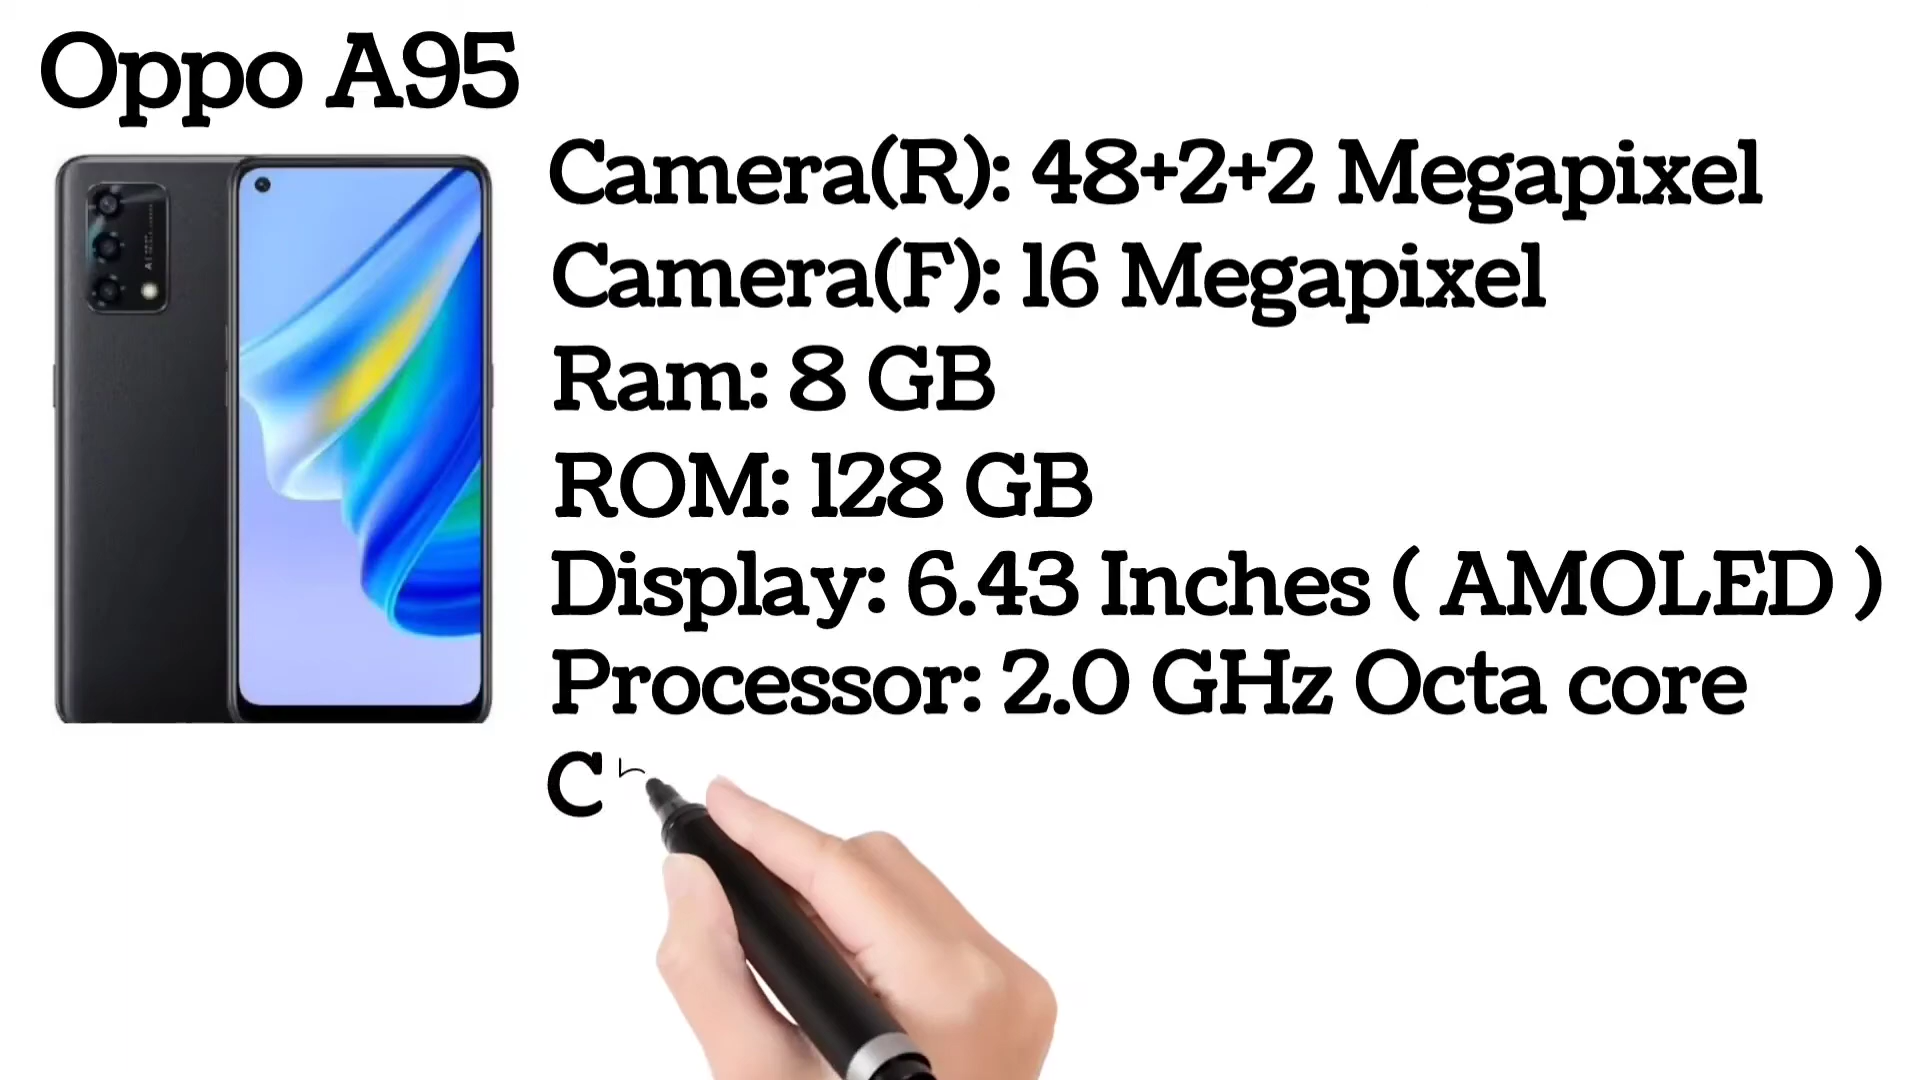 Oppo A95
Camera(R): 48+2+2 Megapixel
Camera(F): 16 Megapixel
Ram: 8 GB
ROM: 128 GB
Display: 6.43 Inches ( AMOLED )
Processor: 2.0 GHz Octa core
C